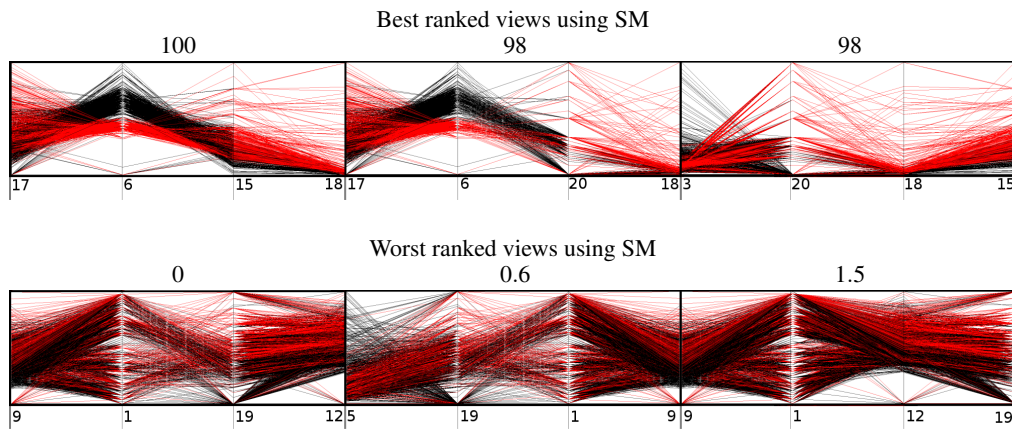 Best ranked views using SM
100 98 98
17 6 15 18 17 6 20 18 3 20 18 15
Worst ranked views using SM
0 0.6 1.5
9 1 19 12 5 19 1 9 9 1 12 19